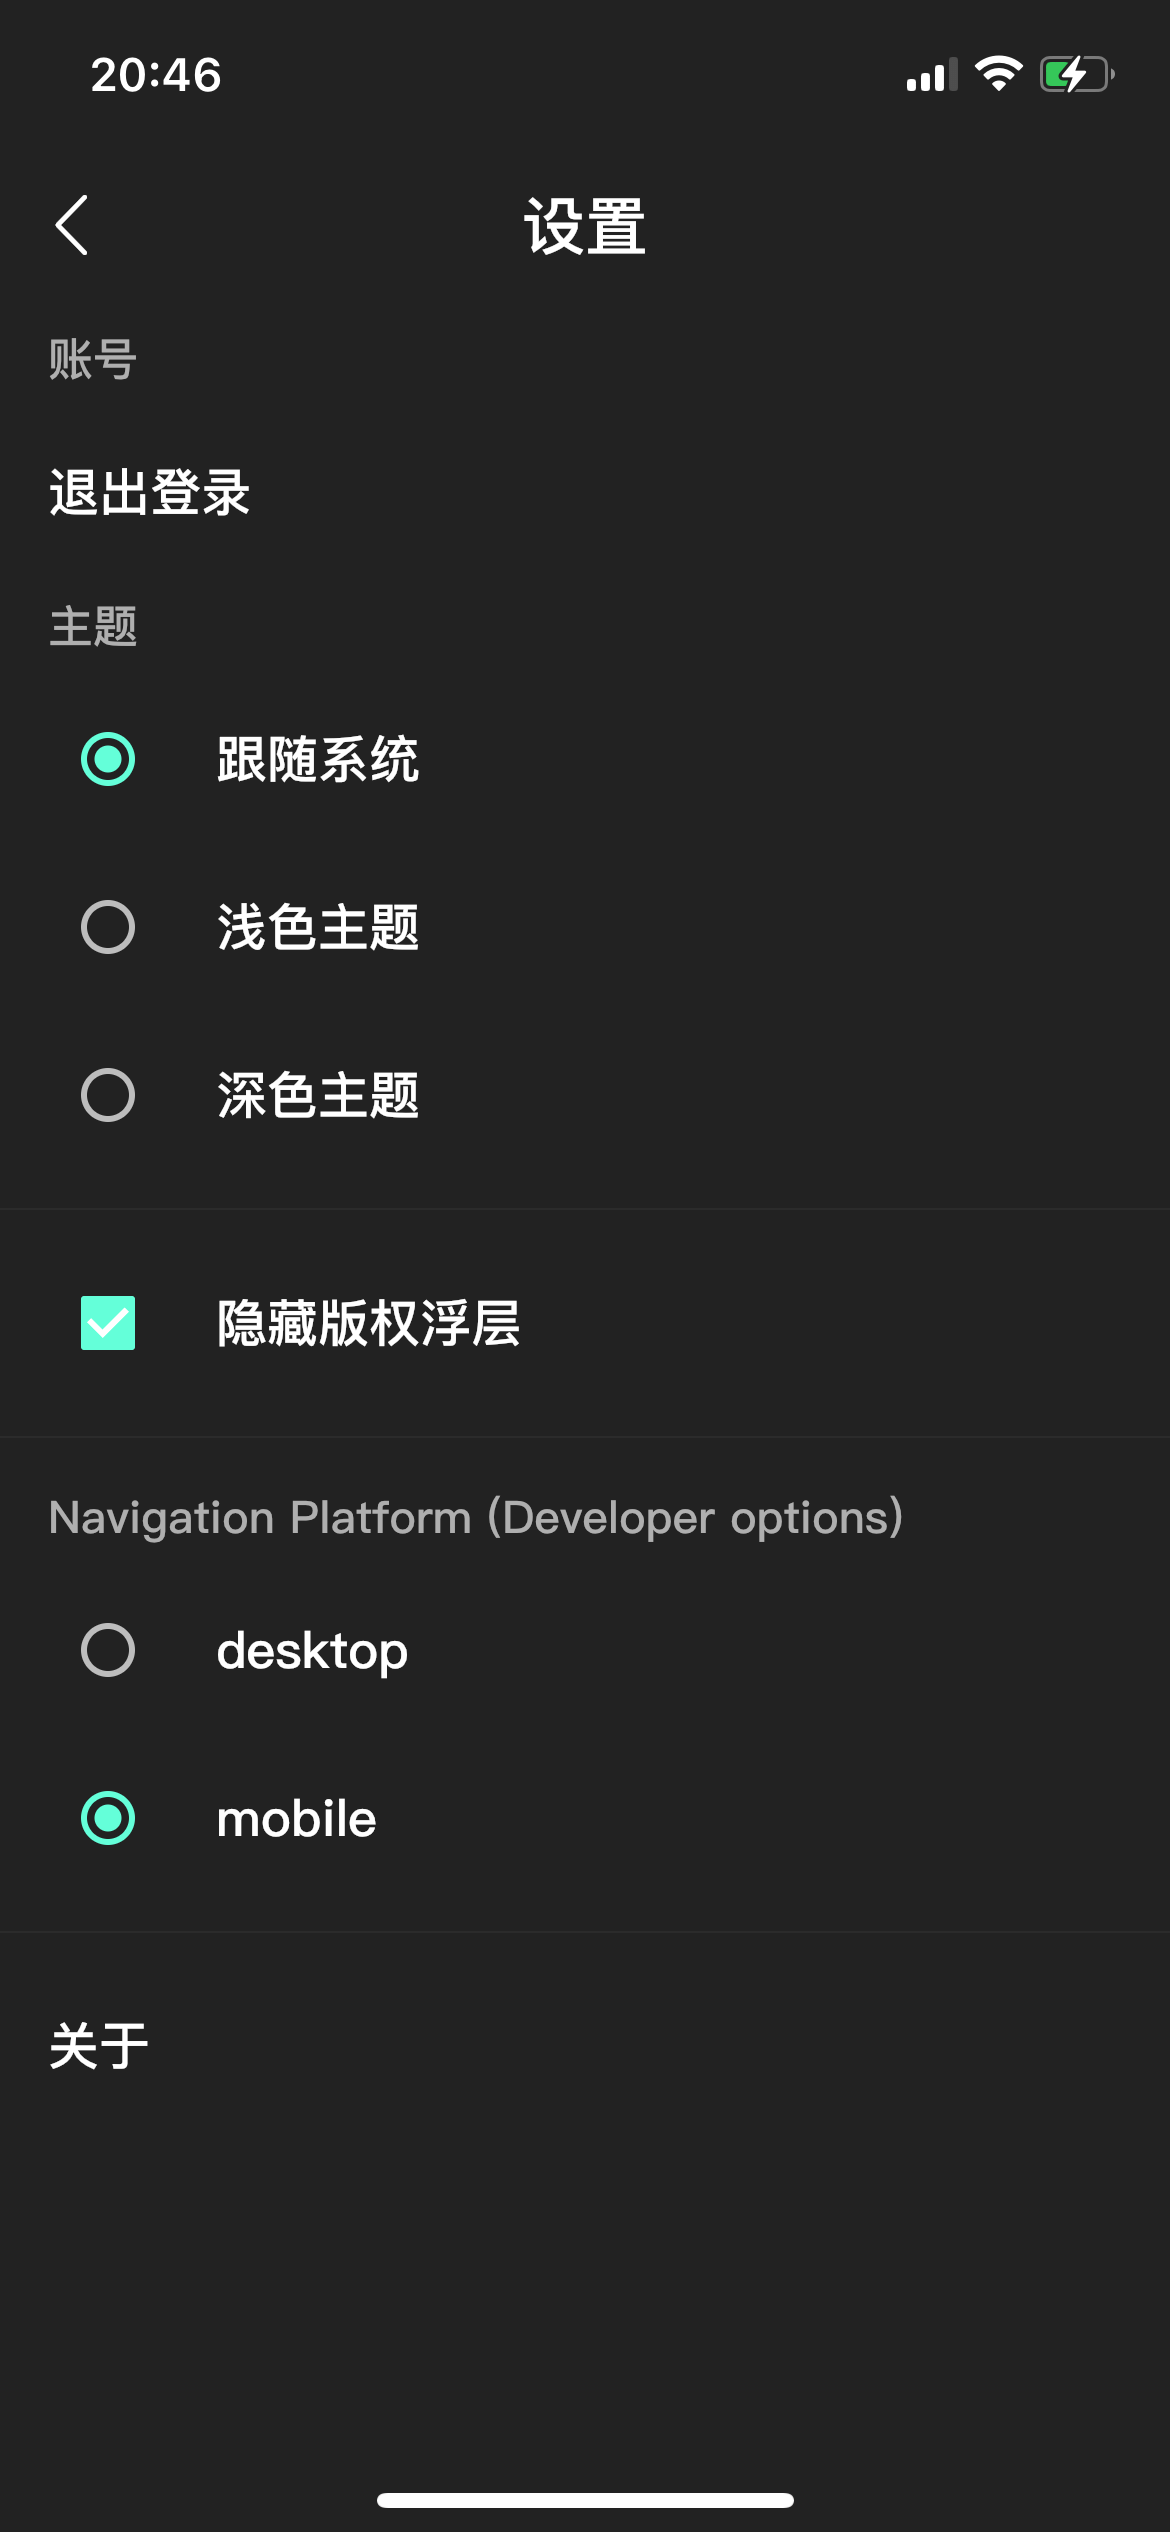 20:46
设置
账号
退出登录
主题
跟随系统
浅色主题
深色主题
隐藏版权浮层
Navigation Platform (Developer options)
desktop
mobile
关于